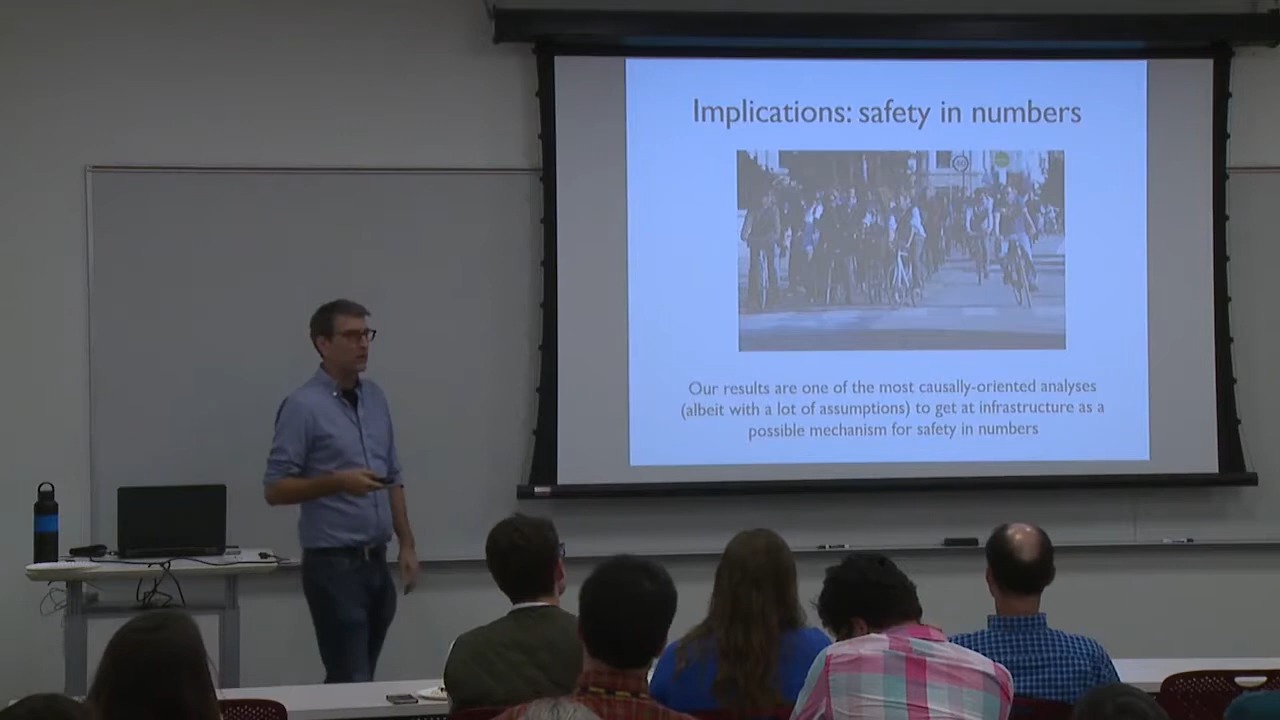 Implications: safety in numbers
Our results are one of the most causally-oriented analyses
(albeit with a lot of assumptions) to get at infrastructure as a
possible mechanism for safety in numbers